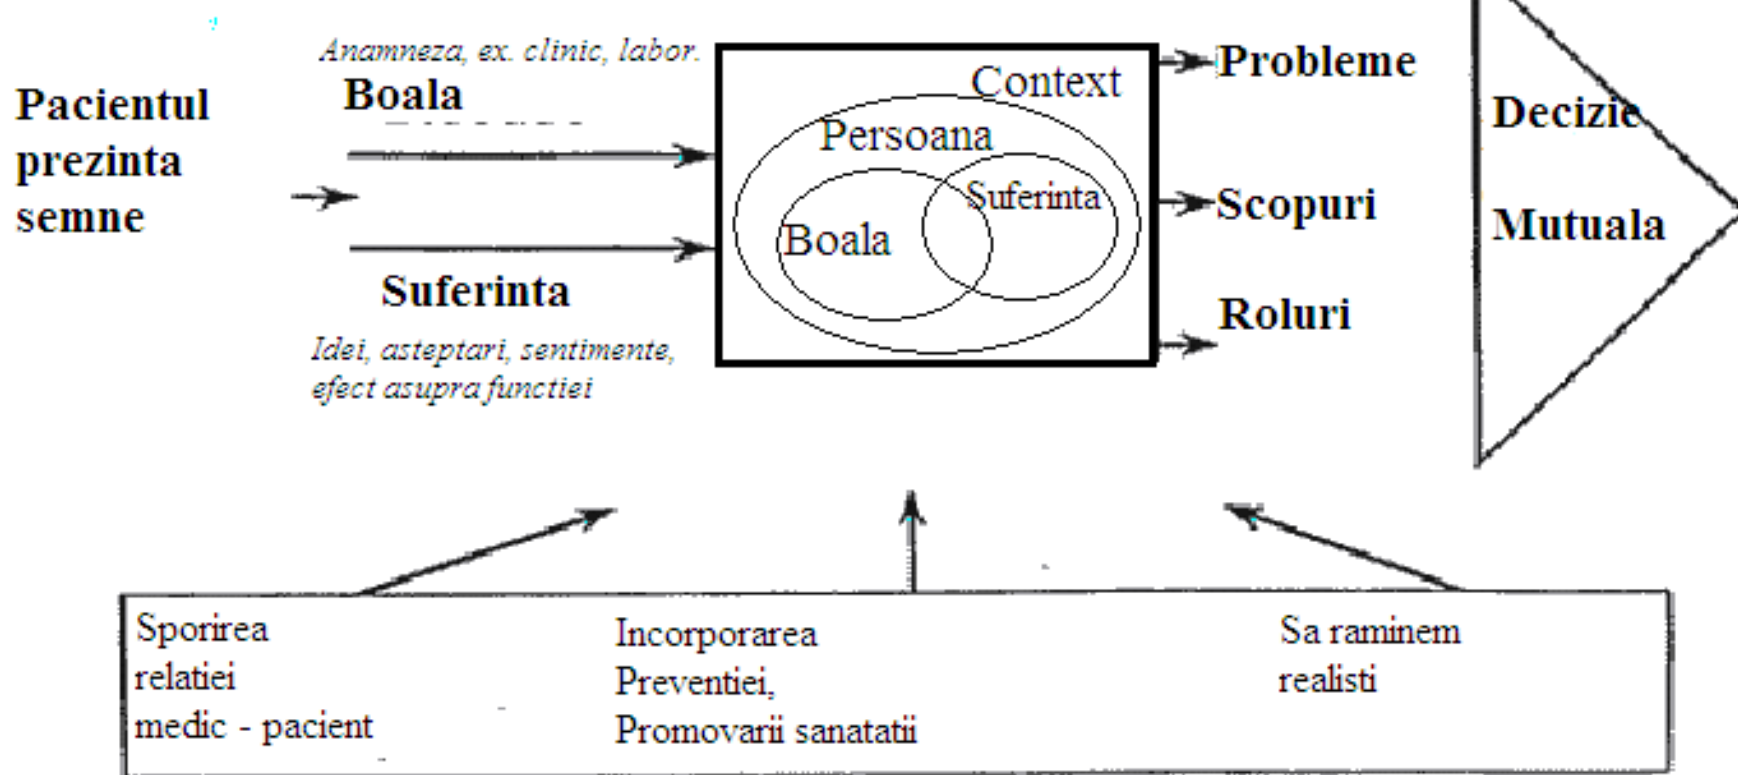 Anamneza, ex. clinic, labor.
Boala
Pacientul
prezinta
semne
Suferinta
Idei, asteptari, sentimente,
efect asupra functiei
Context
Persoana
Suferinta
Boala
Probleme
Scopuri
Roluri
Decizie
Mutuala
Sporirea
relatiei
medic - pacient
Incorporarea
Preventiei,
Promovarii sanatatii
Sa raminem
realisti